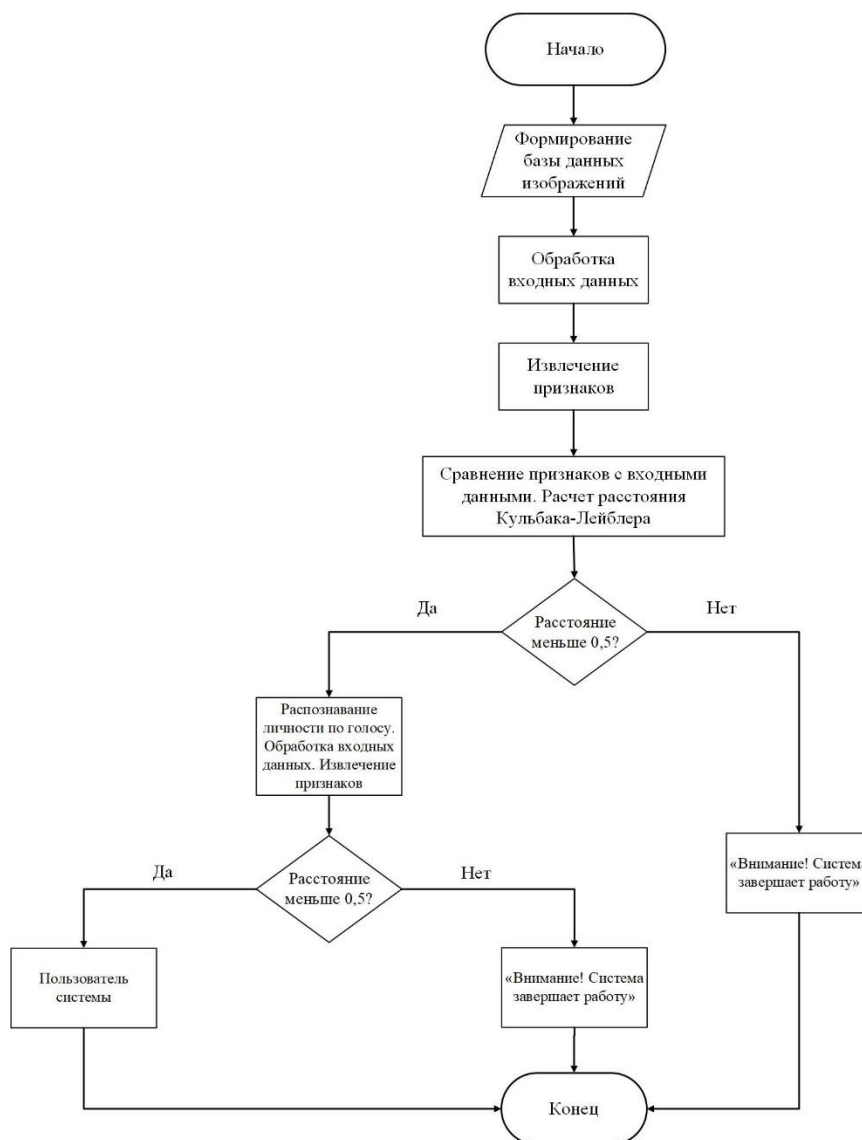 Начало
Формирование
базы данных
изображений
Обработка
входных данных
Извлечение
признаков
Сравнение признаков с входными
данными. Расчет расстояния
Кульбака-Лейблера
Да
Нет
Расстояние
меньше 0,5?
Распознавание
личности по голосу.
Обработка входных
данных. Извлечение
признаков
«Внимание! Система
завершает работу»
Да
Нет
Расстояние
меньше 0,5?
Пользователь
системы
«Внимание! Система
завершает работу»
Конец